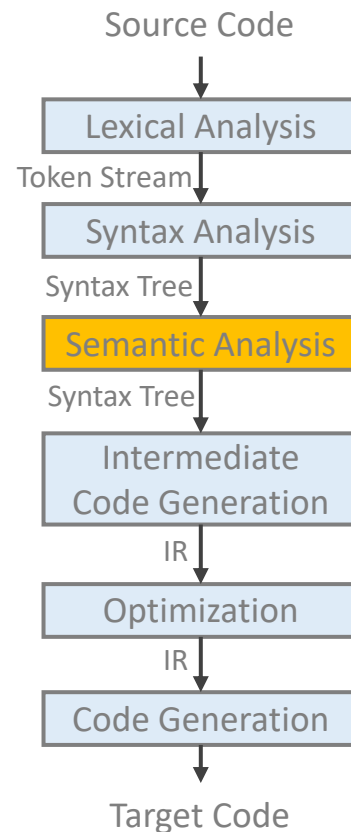 Source Code
Lexical Analysis
Token Stream
Syntax Analysis
Syntax Tree
Semantic Analysis
Syntax Tree
Intermediate
Code Generation
IR
Optimization
IR
Code Generation
Target Code